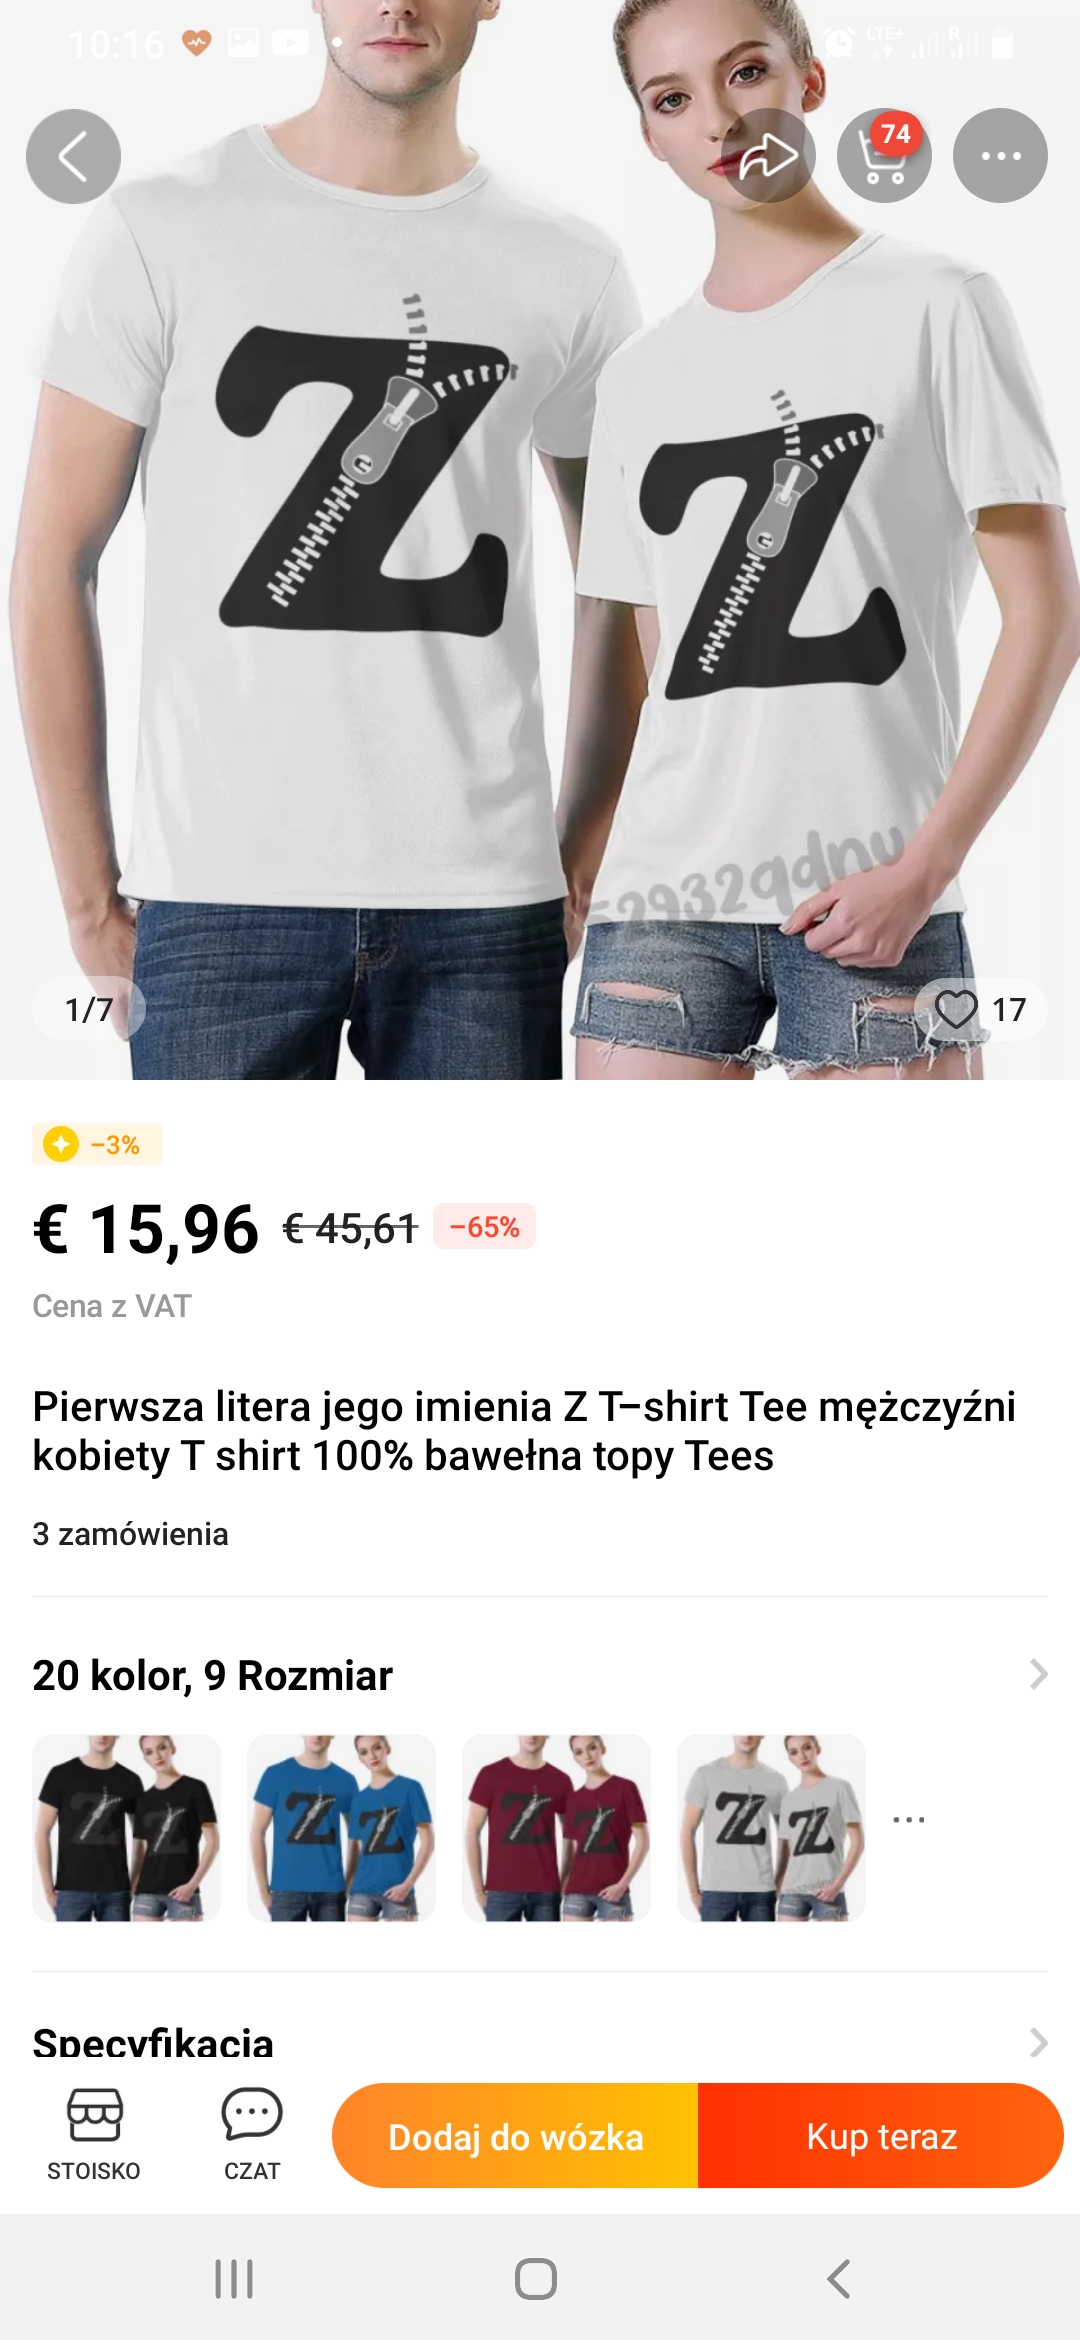 10:16
LTE+
R
74
Z
Z
52932qdnu
1/7
17
−3%
€ 15,96 € 45,61 −65%
Cena z VAT
Pierwsza litera jego imienia Z T-shirt Tee mężczyźni
kobiety T shirt 100% bawełna topy Tees
3 zamówienia
20 kolor, 9 Rozmiar
Z Z Z Z Z Z Z Z
Specyfikacja
STOISKO
CZAT
Dodaj do wózka
Kup teraz